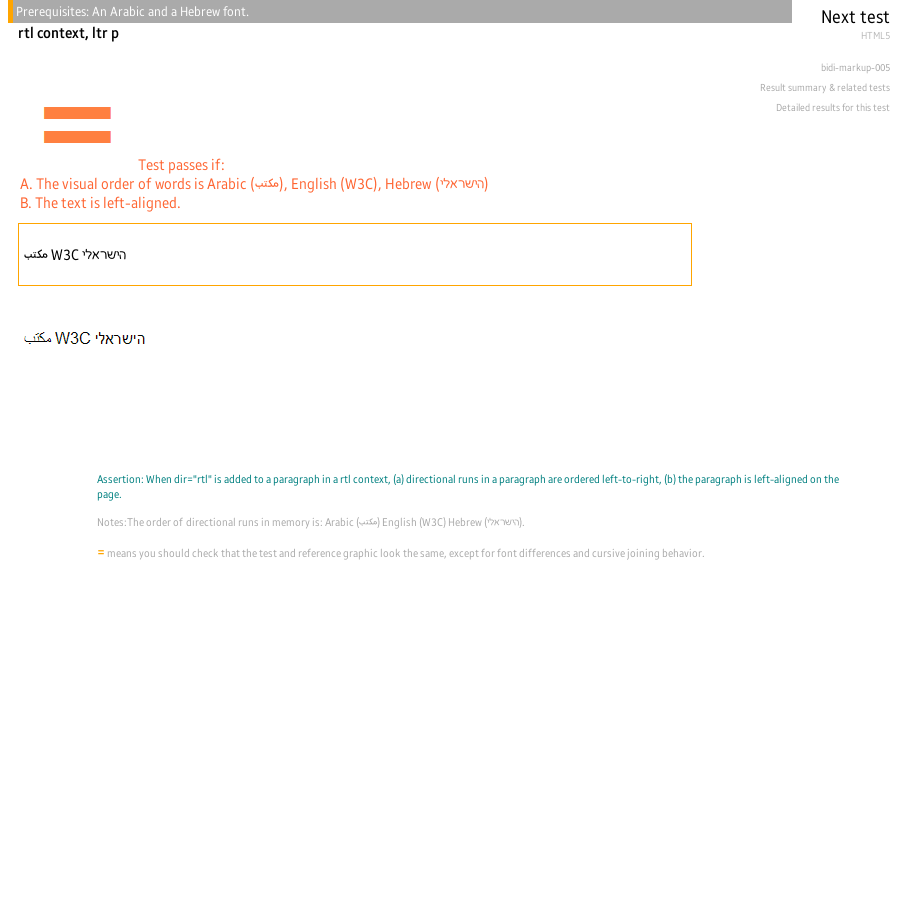 Prerequisites: An Arabic and a Hebrew font.
Next test
rtl context, ltr p
HTML5
bidi-markup-005
Result summary & related tests
Detailed results for this test
=
Test passes if:
A. The visual order of words is Arabic (مكتب), English (W3C), Hebrew (הישראלי)
B. The text is left-aligned.
مكتب W3C הישראלי
مكتب W3C הישראלי
Assertion: When dir="rtl" is added to a paragraph in a rtl context, (a) directional runs in a paragraph are ordered left-to-right, (b) the paragraph is left-aligned on the
page.
Notes:The order of directional runs in memory is: Arabic (مكتب) English (W3C) Hebrew (הישראלי).
= means you should check that the test and reference graphic look the same, except for font differences and cursive joining behavior.